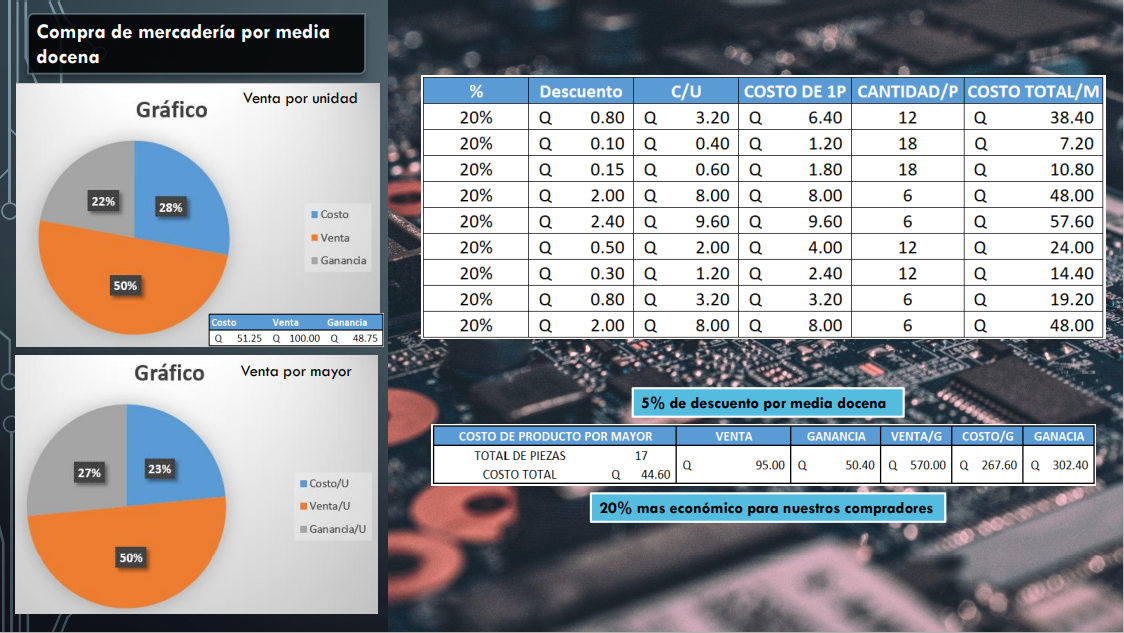 Compra de mercadería por media
docena
Gráfico
Venta por unidad
22%
28%
50%
Costo
Venta
Ganancia
Costo Venta Ganancia
Q 51.25 Q 100.00 Q 48.75
Gráfico
Venta por mayor
27%
23%
50%
Costo/U
Venta/U
Ganancia/U
% Descuento C/U COSTO DE 1P CANTIDAD/P COSTO TOTAL/M
20% Q 0.80 Q 3.20 Q 6.40 12 Q 38.40
20% Q 0.10 Q 0.40 Q 1.20 18 Q 7.20
20% Q 0.15 Q 0.60 Q 1.80 18 Q 10.80
20% Q 2.00 Q 8.00 Q 8.00 6 Q 48.00
20% Q 2.40 Q 9.60 Q 9.60 6 Q 57.60
20% Q 0.50 Q 2.00 Q 4.00 12 Q 24.00
20% Q 0.30 Q 1.20 Q 2.40 12 Q 14.40
20% Q 0.80 Q 3.20 Q 3.20 6 Q 19.20
20% Q 2.00 Q 8.00 Q 8.00 6 Q 48.00
5% de descuento por media docena
COSTO DE PRODUCTO POR MAYOR VENTA GANANCIA VENTA/G COSTO/G GANACIA
TOTAL DE PIEZAS 17
Q 95.00 Q 50.40 Q 570.00 Q 267.60 Q 302.40
COSTO TOTAL Q 44.60
20% mas económico para nuestros compradores